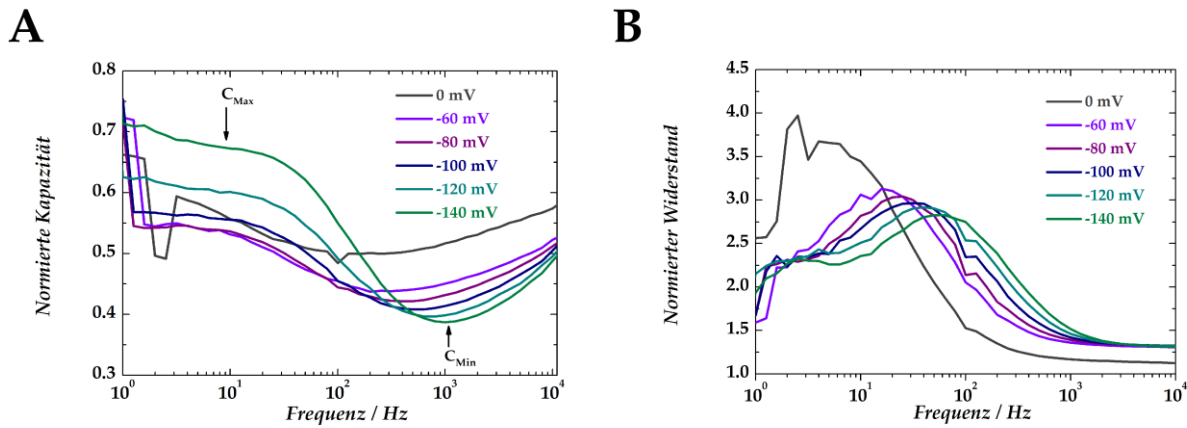 A
B
0.8
0.7
0.6
0.5
0.4
0.3
Normierte Kapazität
C_Max
C_Min
0 mV
-60 mV
-80 mV
-100 mV
-120 mV
-140 mV
10^0 10^1 10^2 10^3 10^4
Frequenz / Hz
4.5
4.0
3.5
3.0
2.5
2.0
1.5
1.0
Normierter Widerstand
0 mV
-60 mV
-80 mV
-100 mV
-120 mV
-140 mV
10^0 10^1 10^2 10^3 10^4
Frequenz / Hz